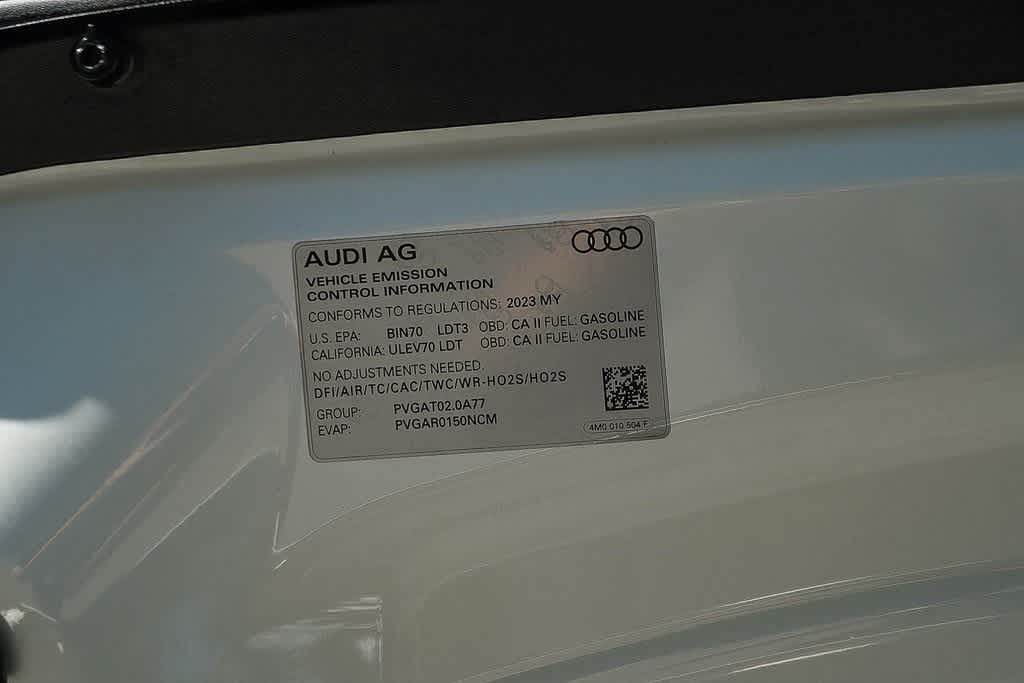 AUDI AG
VEHICLE EMISSION
CONTROL INFORMATION
CONFORMS TO REGULATIONS: 2023 MY
U.S. EPA: BIN70 LDT3 OBD: CA II FUEL: GASOLINE
CALIFORNIA: ULEV70 LDT OBD: CA II FUEL: GASOLINE
NO ADJUSTMENTS NEEDED.
DFI/AIR/TC/CAC/TWC/WR-HO2S/HO2S
GROUP: PVGAT02.0A77
EVAP: PVGAR0150NCM
4M0 010 504 F